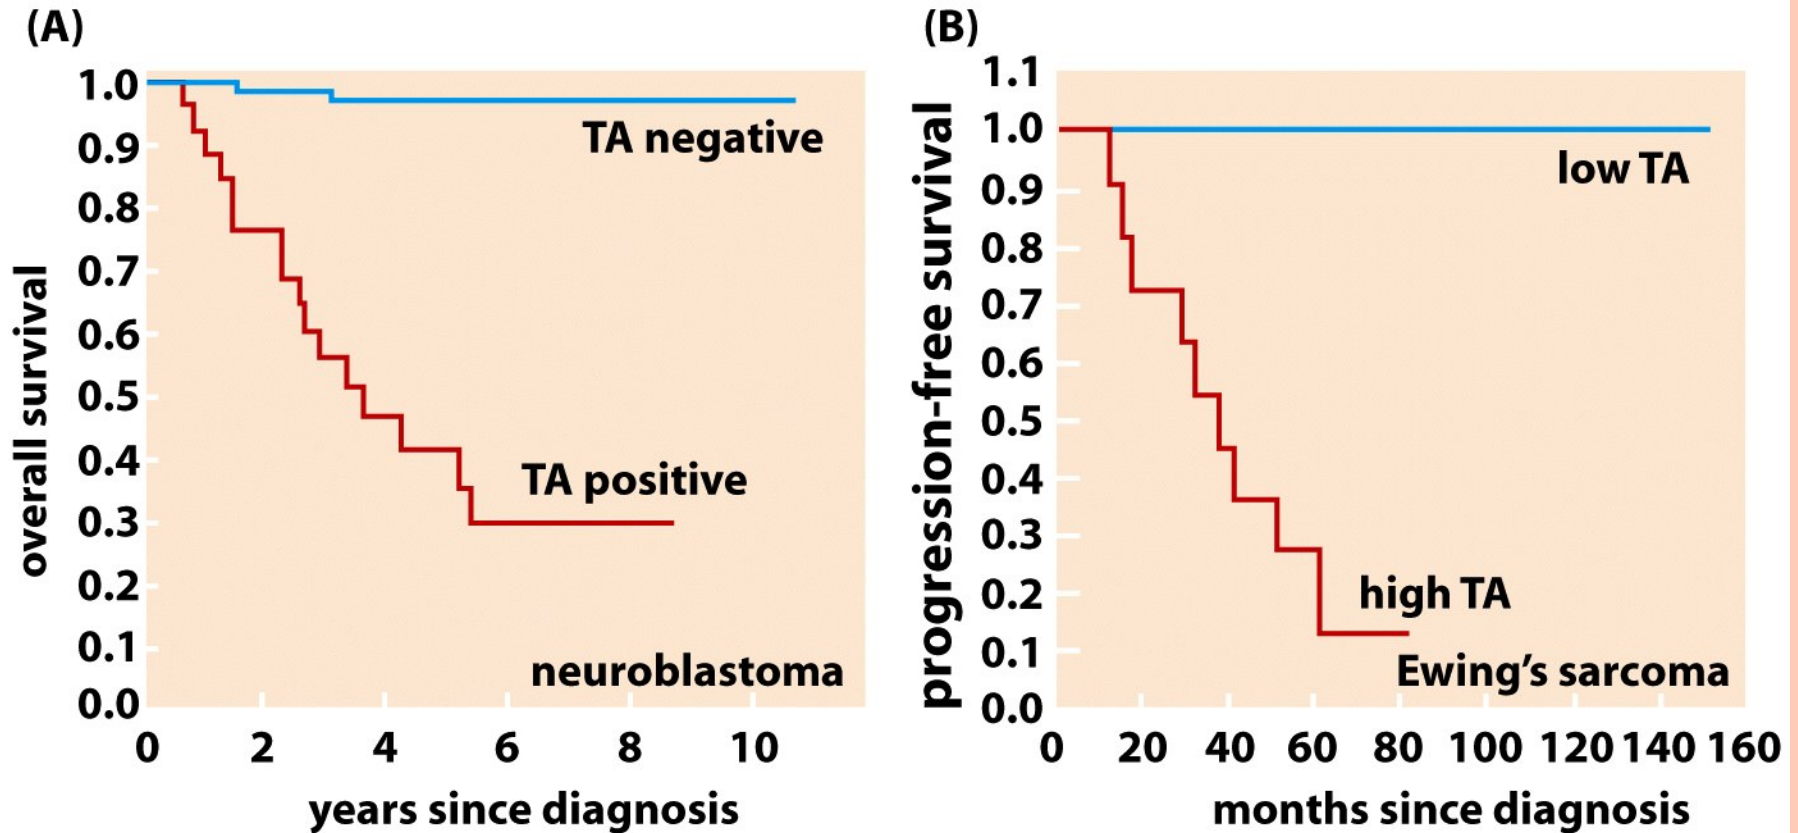 (A)
overall survival
1.0
0.9
0.8
0.7
0.6
0.5
0.4
0.3
0.2
0.1
0.0
TA negative
TA positive
neuroblastoma
0 2 4 6 8 10
years since diagnosis
(B)
progression-free survival
1.1
1.0
0.9
0.8
0.7
0.6
0.5
0.4
0.3
0.2
0.1
0.0
low TA
high TA
Ewing’s sarcoma
0 20 40 60 80 100 120 140 160
months since diagnosis